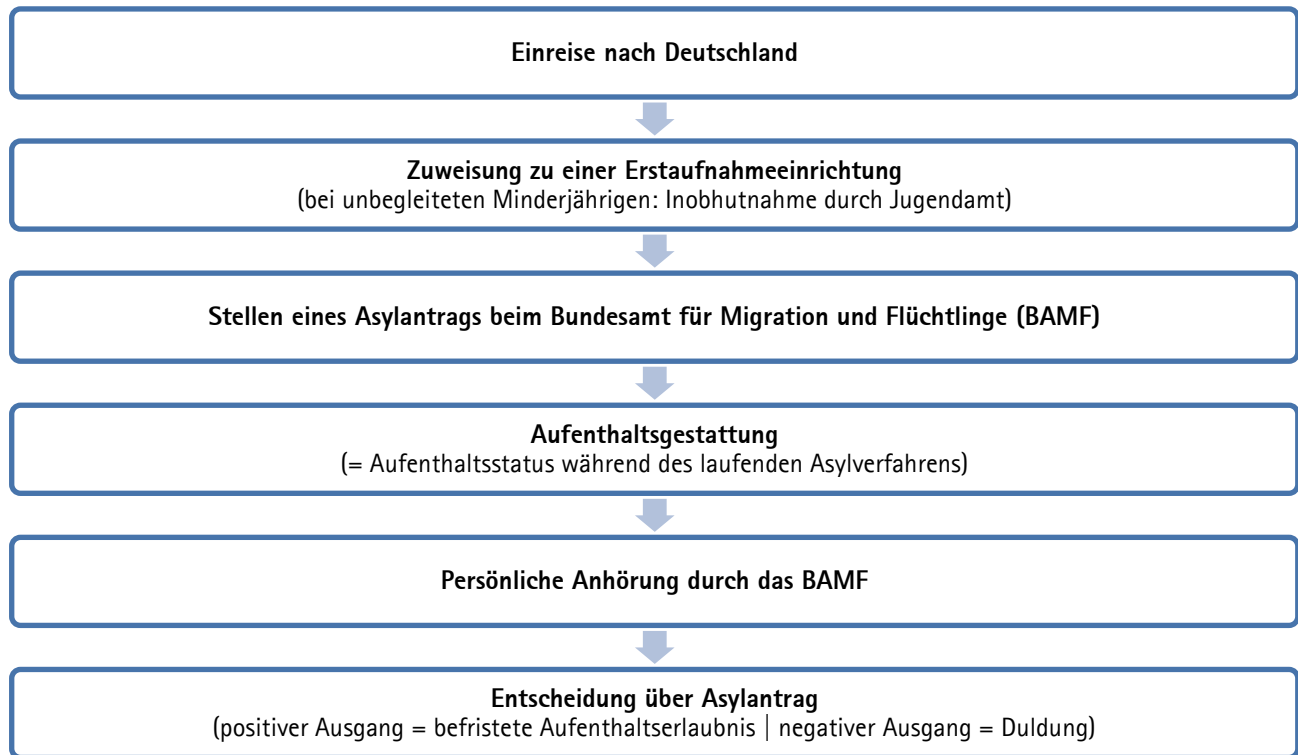 Einreise nach Deutschland
Zuweisung zu einer Erstaufnahmeeinrichtung
(bei unbegleiteten Minderjährigen: Inobhutnahme durch Jugendamt)
Stellen eines Asylantrags beim Bundesamt für Migration und Flüchtlinge (BAMF)
Aufenthaltsgestattung
(= Aufenthaltsstatus während des laufenden Asylverfahrens)
Persönliche Anhörung durch das BAMF
Entscheidung über Asylantrag
(positiver Ausgang = befristete Aufenthaltserlaubnis | negativer Ausgang = Duldung)